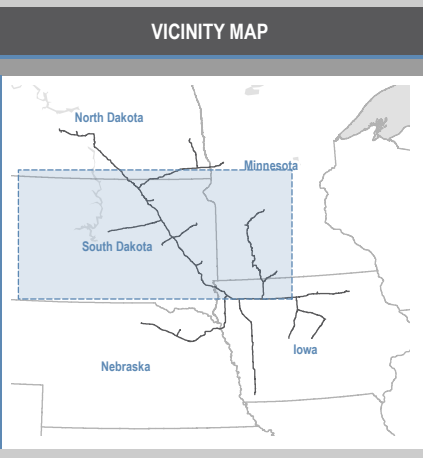 VICINITY MAP
North Dakota
Minnesota
South Dakota
Iowa
Nebraska